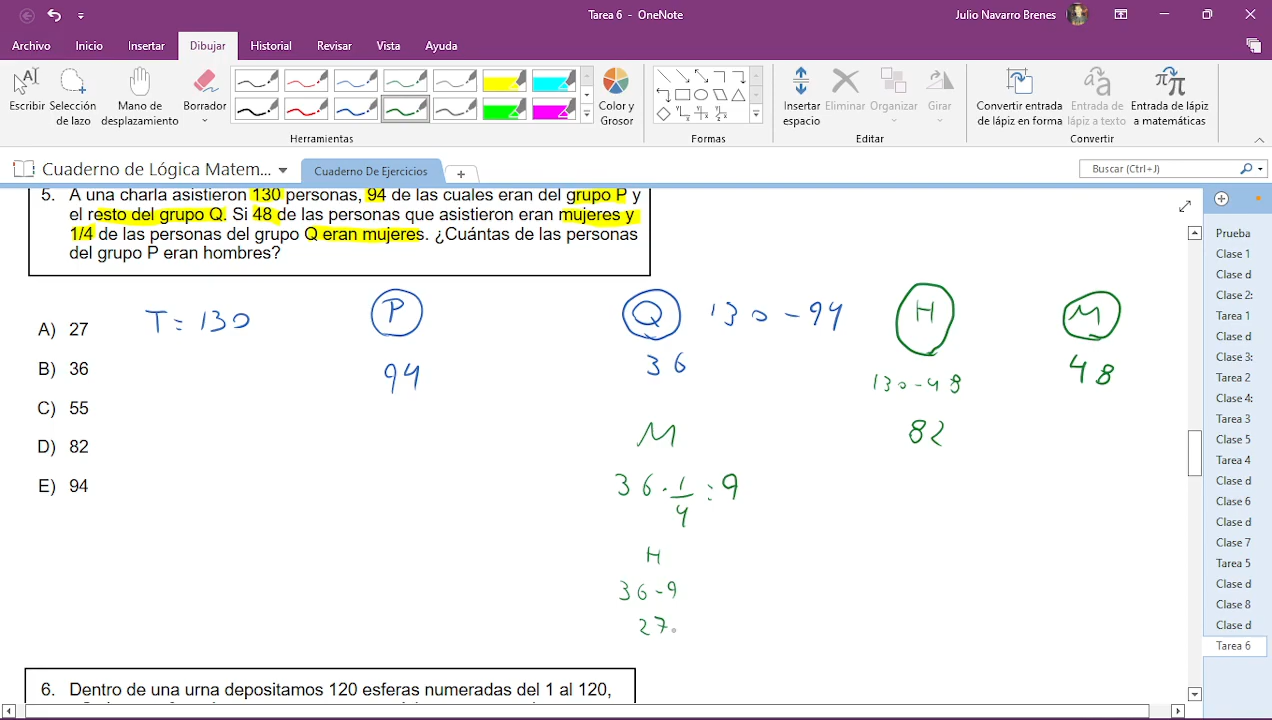 Tarea 6 - OneNote
Julio Navarro Brenes
Archivo Inicio Insertar Dibujar Historial Revisar Vista Ayuda
Escribir
Selección de lazo
Mano de desplazamiento
Borrador
Color y Grosor
Insertar espacio
Eliminar
Organizar
Girar
Convertir entrada de lápiz en forma
Entrada de lápiz a texto
Entrada de lápiz a matemáticas
Herramientas
Formas
Editar
Convertir
Cuaderno de Lógica Matem...
Cuaderno De Ejercicios
Buscar (Ctrl+J)
5. A una charla asistieron 130 personas, 94 de las cuales eran del grupo P y
el resto del grupo Q. Si 48 de las personas que asistieron eran mujeres y
1/4 de las personas del grupo Q eran mujeres. ¿Cuántas de las personas
del grupo P eran hombres?
A) 27
B) 36
C) 55
D) 82
E) 94
T = 130
P
94
Q 130 - 94
36
M
36 · 1/4 : 9
H
36 - 9
27
H
130 - 48
82
M
48
6. Dentro de una urna depositamos 120 esferas numeradas del 1 al 120,
Prueba
Clase 1
Clase d
Clase 2:
Tarea 1
Clase d
Clase 3:
Tarea 2
Clase 4:
Tarea 3
Clase 5
Tarea 4
Clase d
Clase 6
Clase d
Clase 7
Tarea 5
Clase d
Clase 8
Clase d
Tarea 6